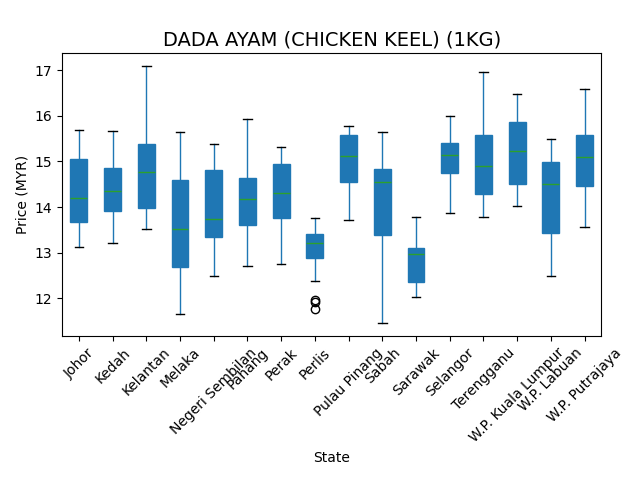 DADA AYAM (CHICKEN KEEL) (1KG)
17
16
15
14
13
12
Price (MYR)
Johor
Kedah
Kelantan
Melaka
Negeri Sembilan
Pahang
Perak
Perlis
Pulau Pinang
Sabah
Sarawak
Selangor
Terengganu
W.P. Kuala Lumpur
W.P. Labuan
W.P. Putrajaya
State